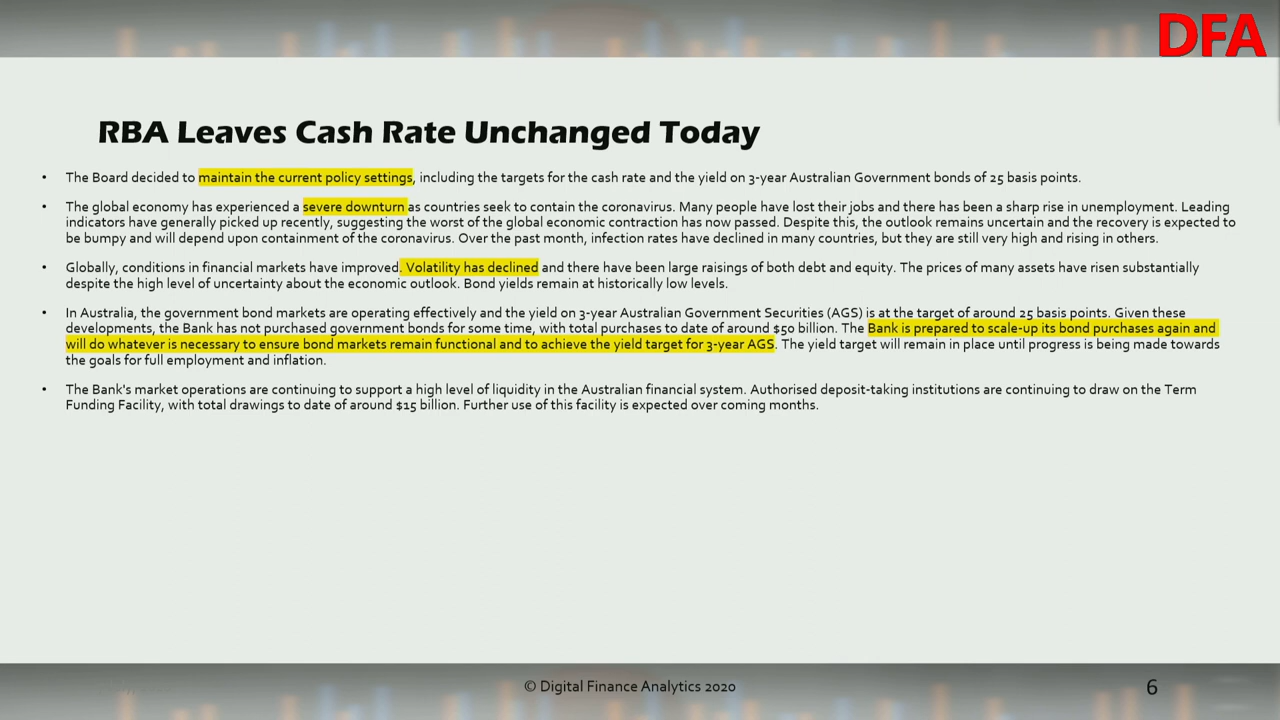 DFA
RBA Leaves Cash Rate Unchanged Today
• The Board decided to maintain the current policy settings, including the targets for the cash rate and the yield on 3-year Australian Government bonds of 25 basis points.
• The global economy has experienced a severe downturn as countries seek to contain the coronavirus. Many people have lost their jobs and there has been a sharp rise in unemployment. Leading
indicators have generally picked up recently, suggesting the worst of the global economic contraction has now passed. Despite this, the outlook remains uncertain and the recovery is expected to
be bumpy and will depend upon containment of the coronavirus. Over the past month, infection rates have declined in many countries, but they are still very high and rising in others.
• Globally, conditions in financial markets have improved. Volatility has declined and there have been large raisings of both debt and equity. The prices of many assets have risen substantially
despite the high level of uncertainty about the economic outlook. Bond yields remain at historically low levels.
• In Australia, the government bond markets are operating effectively and the yield on 3-year Australian Government Securities (AGS) is at the target of around 25 basis points. Given these
developments, the Bank has not purchased government bonds for some time, with total purchases to date of around $50 billion. The Bank is prepared to scale-up its bond purchases again and
will do whatever is necessary to ensure bond markets remain functional and to achieve the yield target for 3-year AGS. The yield target will remain in place until progress is being made towards
the goals for full employment and inflation.
• The Bank's market operations are continuing to support a high level of liquidity in the Australian financial system. Authorised deposit-taking institutions are continuing to draw on the Term
Funding Facility, with total drawings to date of around $15 billion. Further use of this facility is expected over coming months.
© Digital Finance Analytics 2020
6